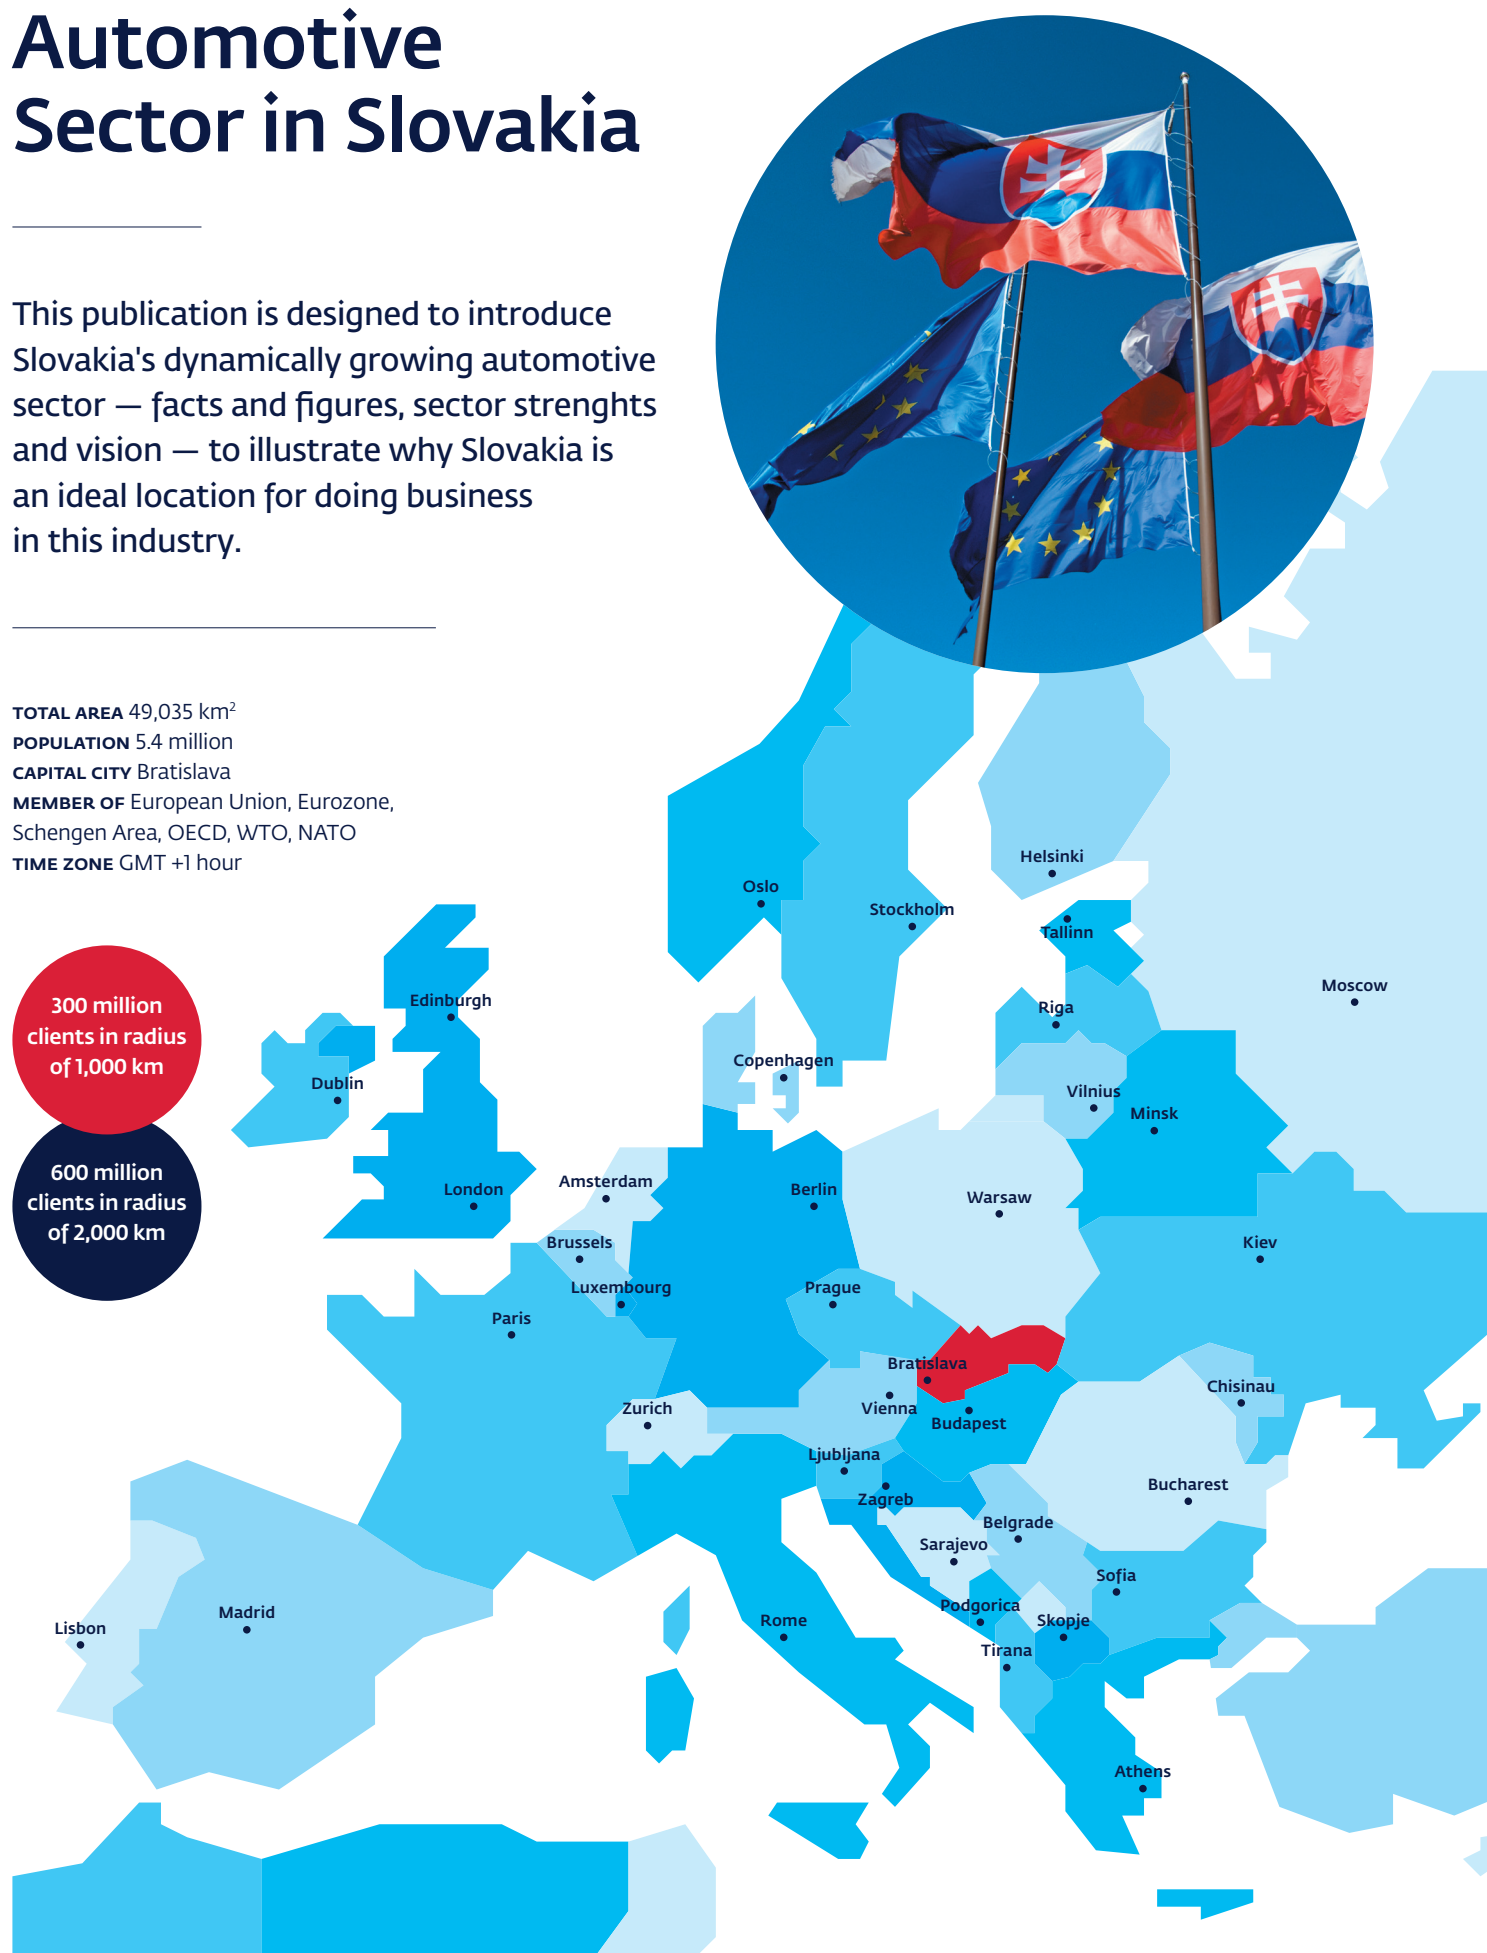 Automotive
Sector in Slovakia
This publication is designed to introduce
Slovakia's dynamically growing automotive
sector — facts and figures, sector strenghts
and vision — to illustrate why Slovakia is
an ideal location for doing business
in this industry.
TOTAL AREA 49,035 km²
POPULATION 5.4 million
CAPITAL CITY Bratislava
MEMBER OF European Union, Eurozone,
Schengen Area, OECD, WTO, NATO
TIME ZONE GMT +1 hour
300 million
clients in radius
of 1,000 km
600 million
clients in radius
of 2,000 km
Helsinki
Oslo
Stockholm
Tallinn
Moscow
Edinburgh
Riga
Copenhagen
Dublin
Vilnius
Minsk
Amsterdam
London
Berlin
Warsaw
Brussels
Kiev
Luxembourg
Prague
Paris
Bratislava
Chisinau
Zurich
Vienna
Budapest
Ljubljana
Bucharest
Zagreb
Belgrade
Sarajevo
Sofia
Podgorica
Madrid
Lisbon
Rome
Skopje
Tirana
Athens